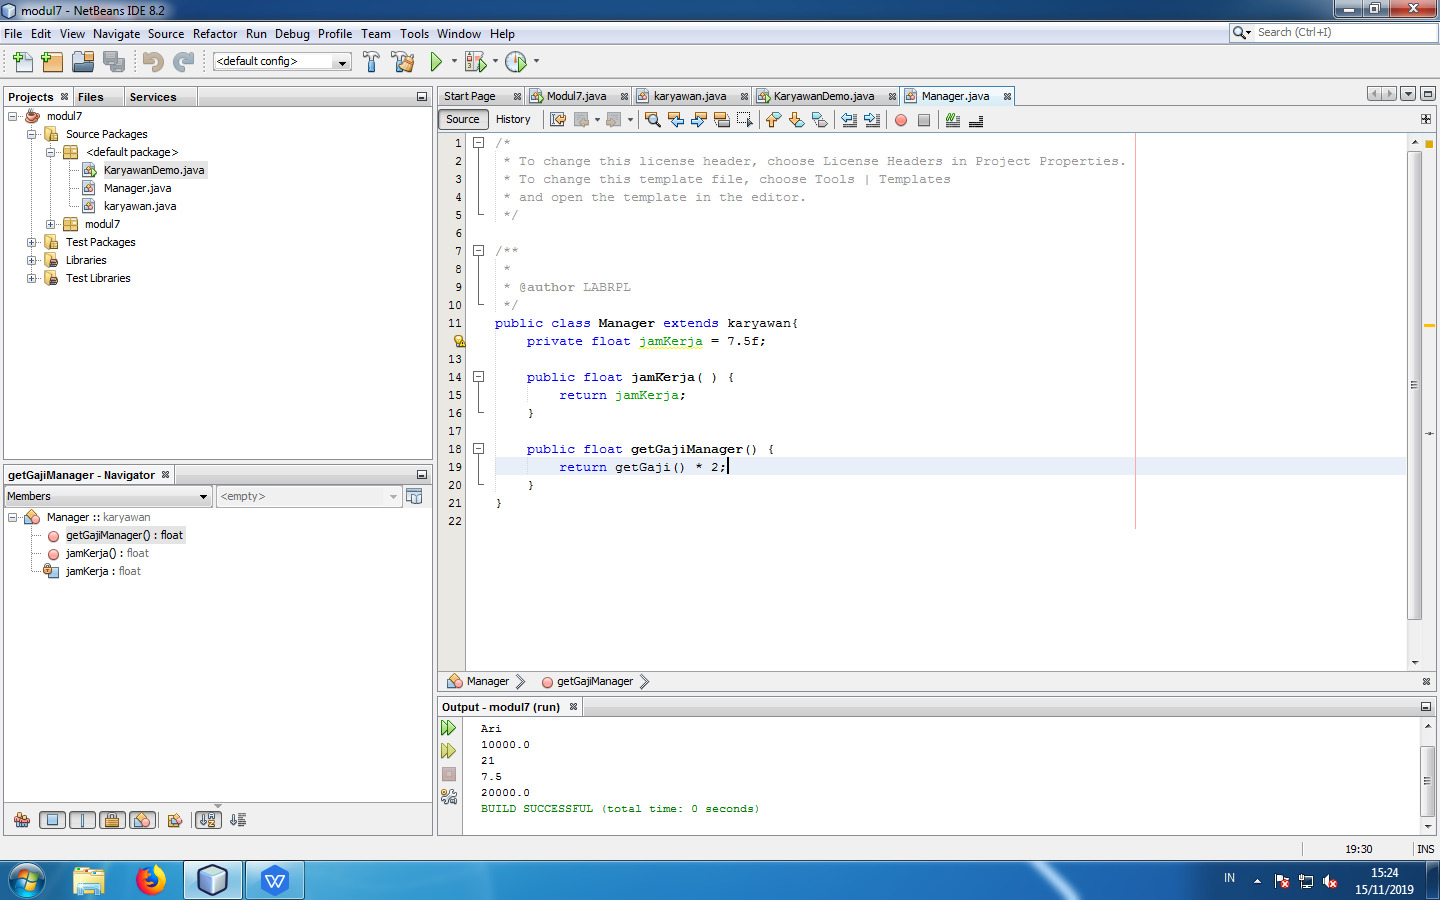 modul7 - NetBeans IDE 8.2
File Edit View Navigate Source Refactor Run Debug Profile Team Tools Window Help
Search (Ctrl+I)
<default config>
Projects Files Services
modul7
Source Packages
<default package>
KaryawanDemo.java
Manager.java
karyawan.java
modul7
Test Packages
Libraries
Test Libraries
getGajiManager - Navigator
Members <empty>
Manager :: karyawan
getGajiManager() : float
jamKerja() : float
jamKerja : float
Start Page Modul7.java karyawan.java KaryawanDemo.java Manager.java
Source History
1 /*
2 * To change this license header, choose License Headers in Project Properties.
3 * To change this template file, choose Tools | Templates
4 * and open the template in the editor.
5 */
6
7 /**
8 *
9 * @author LABRPL
10 */
11 public class Manager extends karyawan{
private float jamKerja = 7.5f;
13
14 public float jamKerja( ) {
15 return jamKerja;
16 }
17
18 public float getGajiManager() {
19 return getGaji() * 2;
20 }
21 }
22
Manager getGajiManager
Output - modul7 (run)
Ari
10000.0
21
7.5
20000.0
BUILD SUCCESSFUL (total time: 0 seconds)
19:30 INS
IN 15:24
15/11/2019